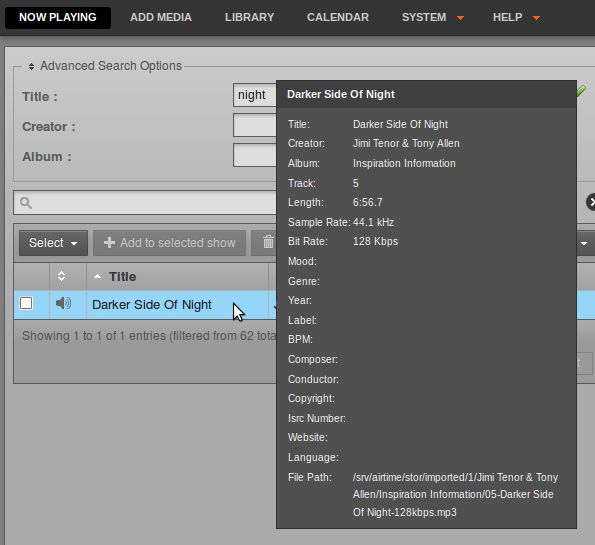 NOW PLAYING ADD MEDIA LIBRARY CALENDAR SYSTEM HELP
Advanced Search Options
Title : night
Creator :
Album :
Select Add to selected show
Title
Darker Side Of Night
Showing 1 to 1 of 1 entries (filtered from 62
Darker Side Of Night
Title: Darker Side Of Night
Creator: Jimi Tenor & Tony Allen
Album: Inspiration Information
Track: 5
Length: 6:56.7
Sample Rate: 44.1 kHz
Bit Rate: 128 Kbps
Mood:
Genre:
Year:
Label:
BPM:
Composer:
Conductor:
Copyright:
Isrc Number:
Website:
Language:
File Path: /srv/airtime/stor/imported/1/Jimi Tenor & Tony
Allen/Inspiration Information/05-Darker Side
Of Night-128kbps.mp3